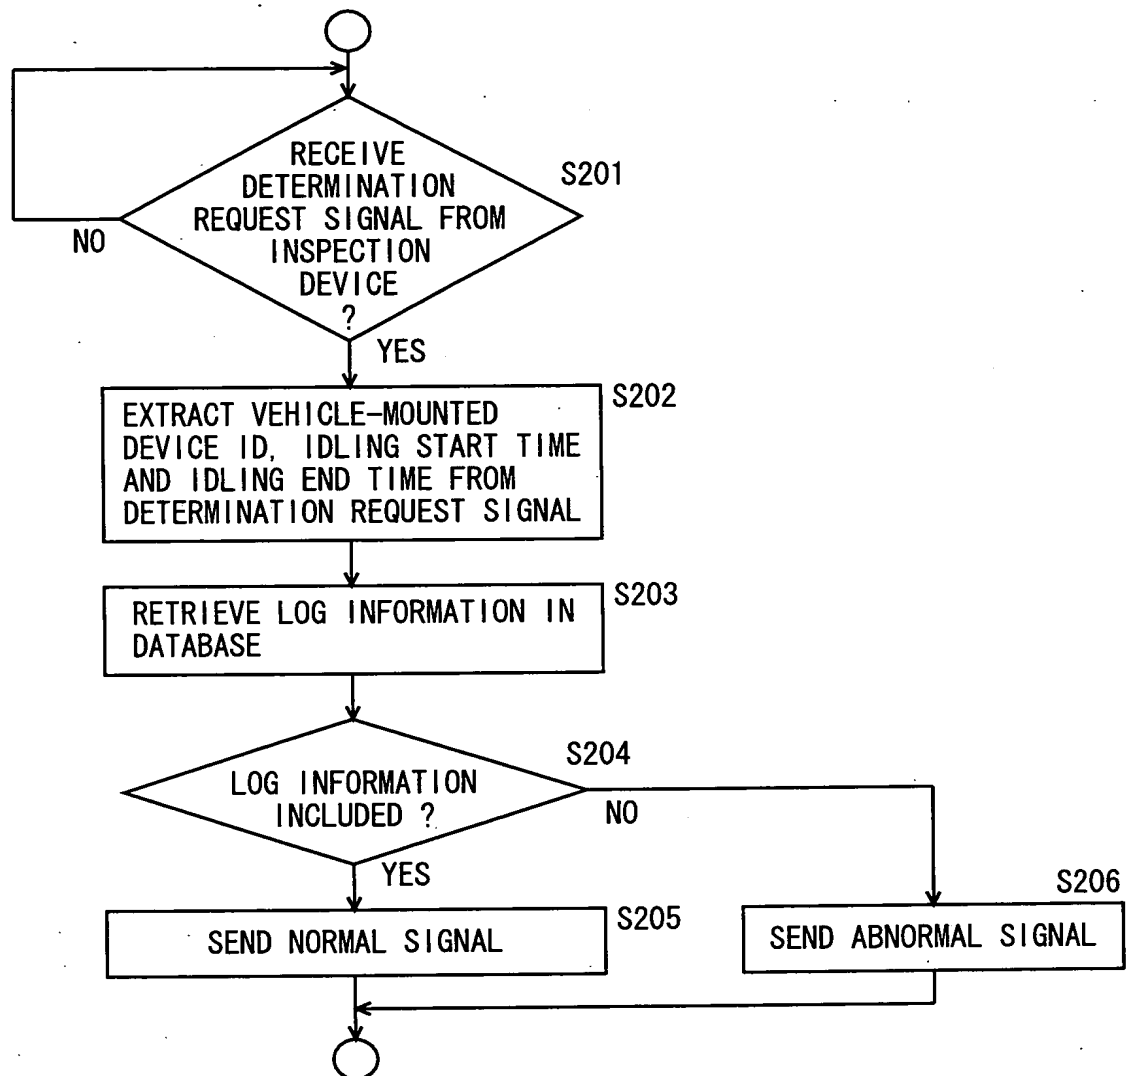 RECEIVE
DETERMINATION
REQUEST SIGNAL FROM
INSPECTION
DEVICE
?
S201
NO
YES
S202
EXTRACT VEHICLE-MOUNTED
DEVICE ID, IDLING START TIME
AND IDLING END TIME FROM
DETERMINATION REQUEST SIGNAL
S203
RETRIEVE LOG INFORMATION IN
DATABASE
S204
LOG INFORMATION
INCLUDED ?
NO
YES
S205
SEND NORMAL SIGNAL
S206
SEND ABNORMAL SIGNAL